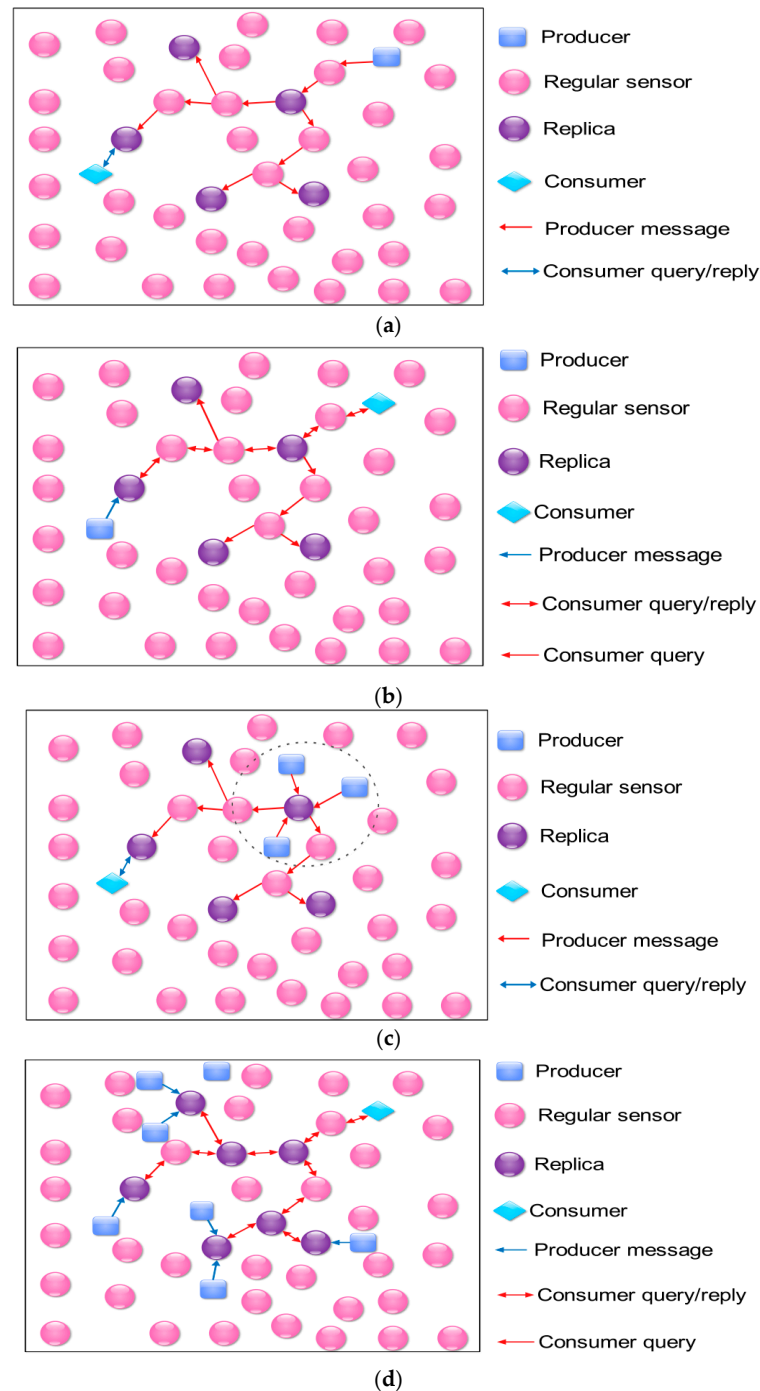 Producer
Regular sensor
Replica
Consumer
Producer message
Consumer query/reply
(a)
Producer
Regular sensor
Replica
Consumer
Producer message
Consumer query/reply
Consumer query
(b)
Producer
Regular sensor
Replica
Consumer
Producer message
Consumer query/reply
(c)
Producer
Regular sensor
Replica
Consumer
Producer message
Consumer query/reply
Consumer query
(d)